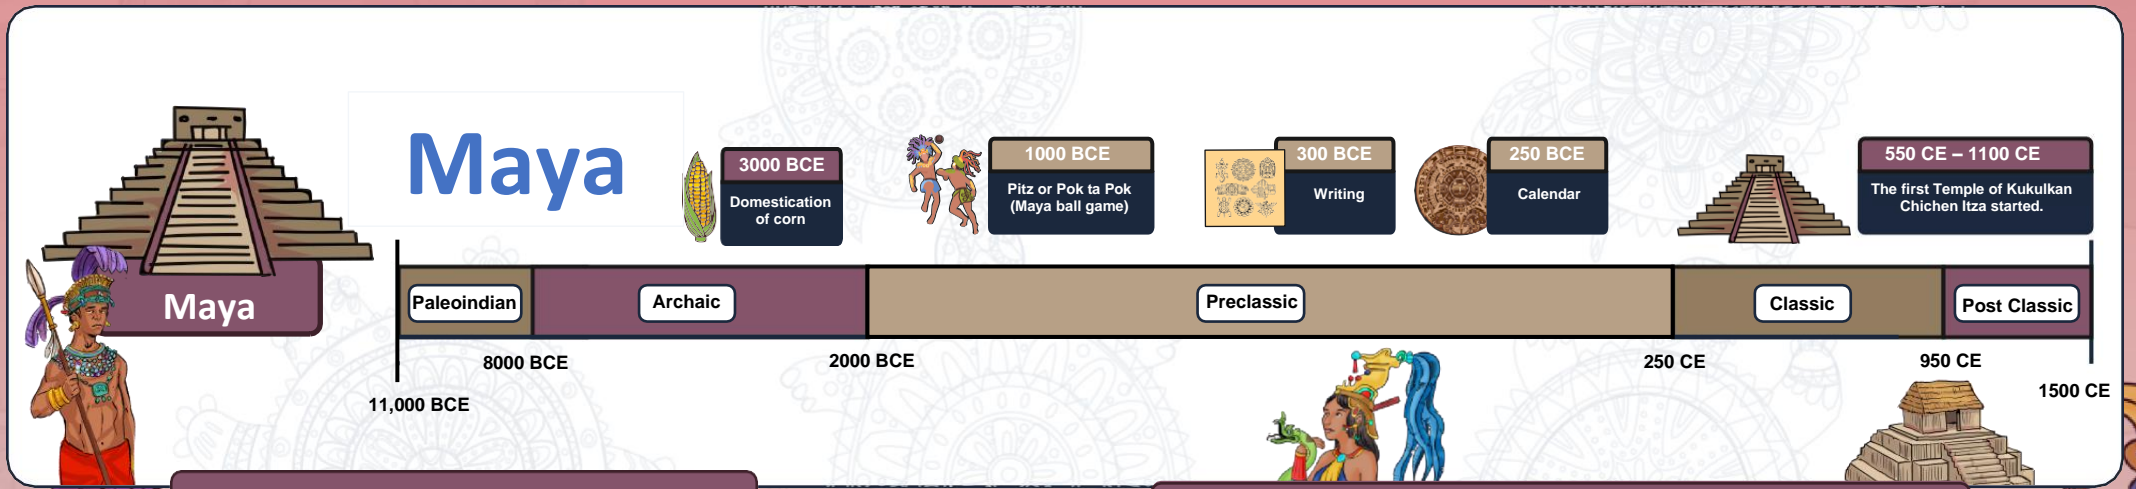 Maya
Maya
3000 BCE
Domestication
of corn
1000 BCE
Pitz or Pok ta Pok
(Maya ball game)
300 BCE
Writing
250 BCE
Calendar
550 CE – 1100 CE
The first Temple of Kukulkan
Chichen Itza started.
Paleoindian
Archaic
Preclassic
Classic
Post Classic
8000 BCE
2000 BCE
250 CE
950 CE
1500 CE
11,000 BCE